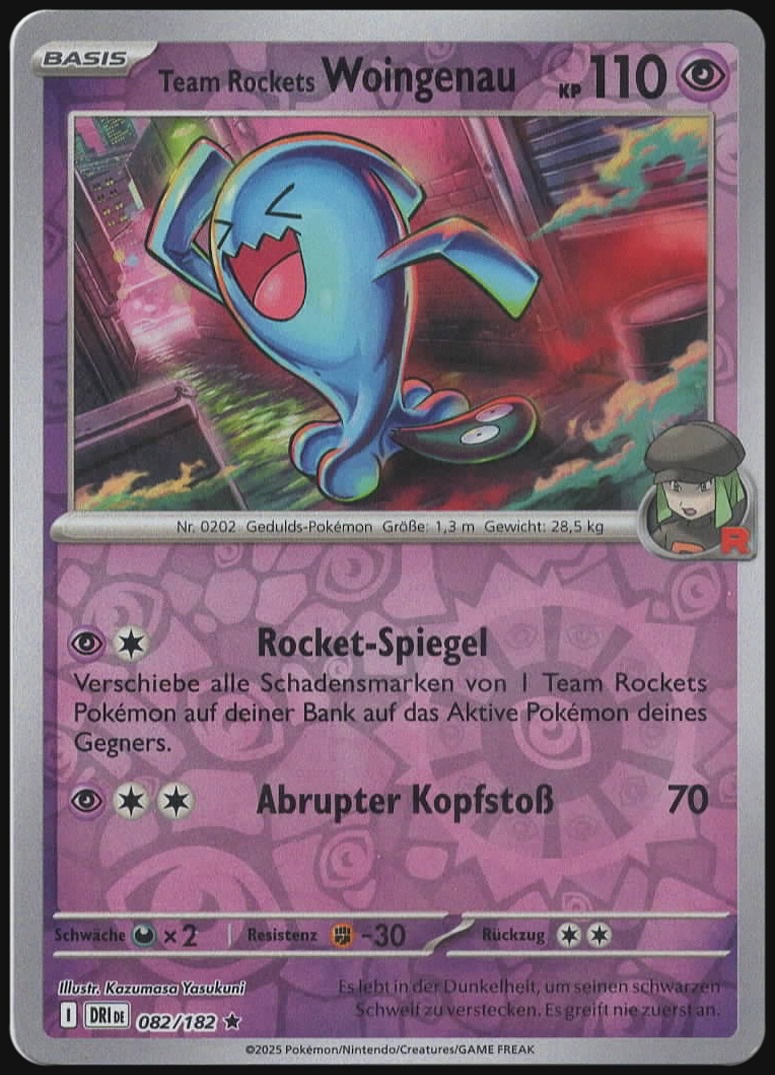 BASIS
Team Rockets Woingenau KP 110
Nr. 0202 Gedulds-Pokémon Größe: 1,3 m Gewicht: 28,5 kg
R
Rocket-Spiegel
Verschiebe alle Schadensmarken von 1 Team Rockets
Pokémon auf deiner Bank auf das Aktive Pokémon deines
Gegners.
Abrupter Kopfstoß 70
Schwäche ×2 Resistenz -30 Rückzug
Illustr. Kazumasa Yasukuni
Es lebt in der Dunkelheit, um seinen schwarzen
Schweif zu verstecken. Es greift nie zuerst an.
I DRI DE 082/182
©2025 Pokémon/Nintendo/Creatures/GAME FREAK